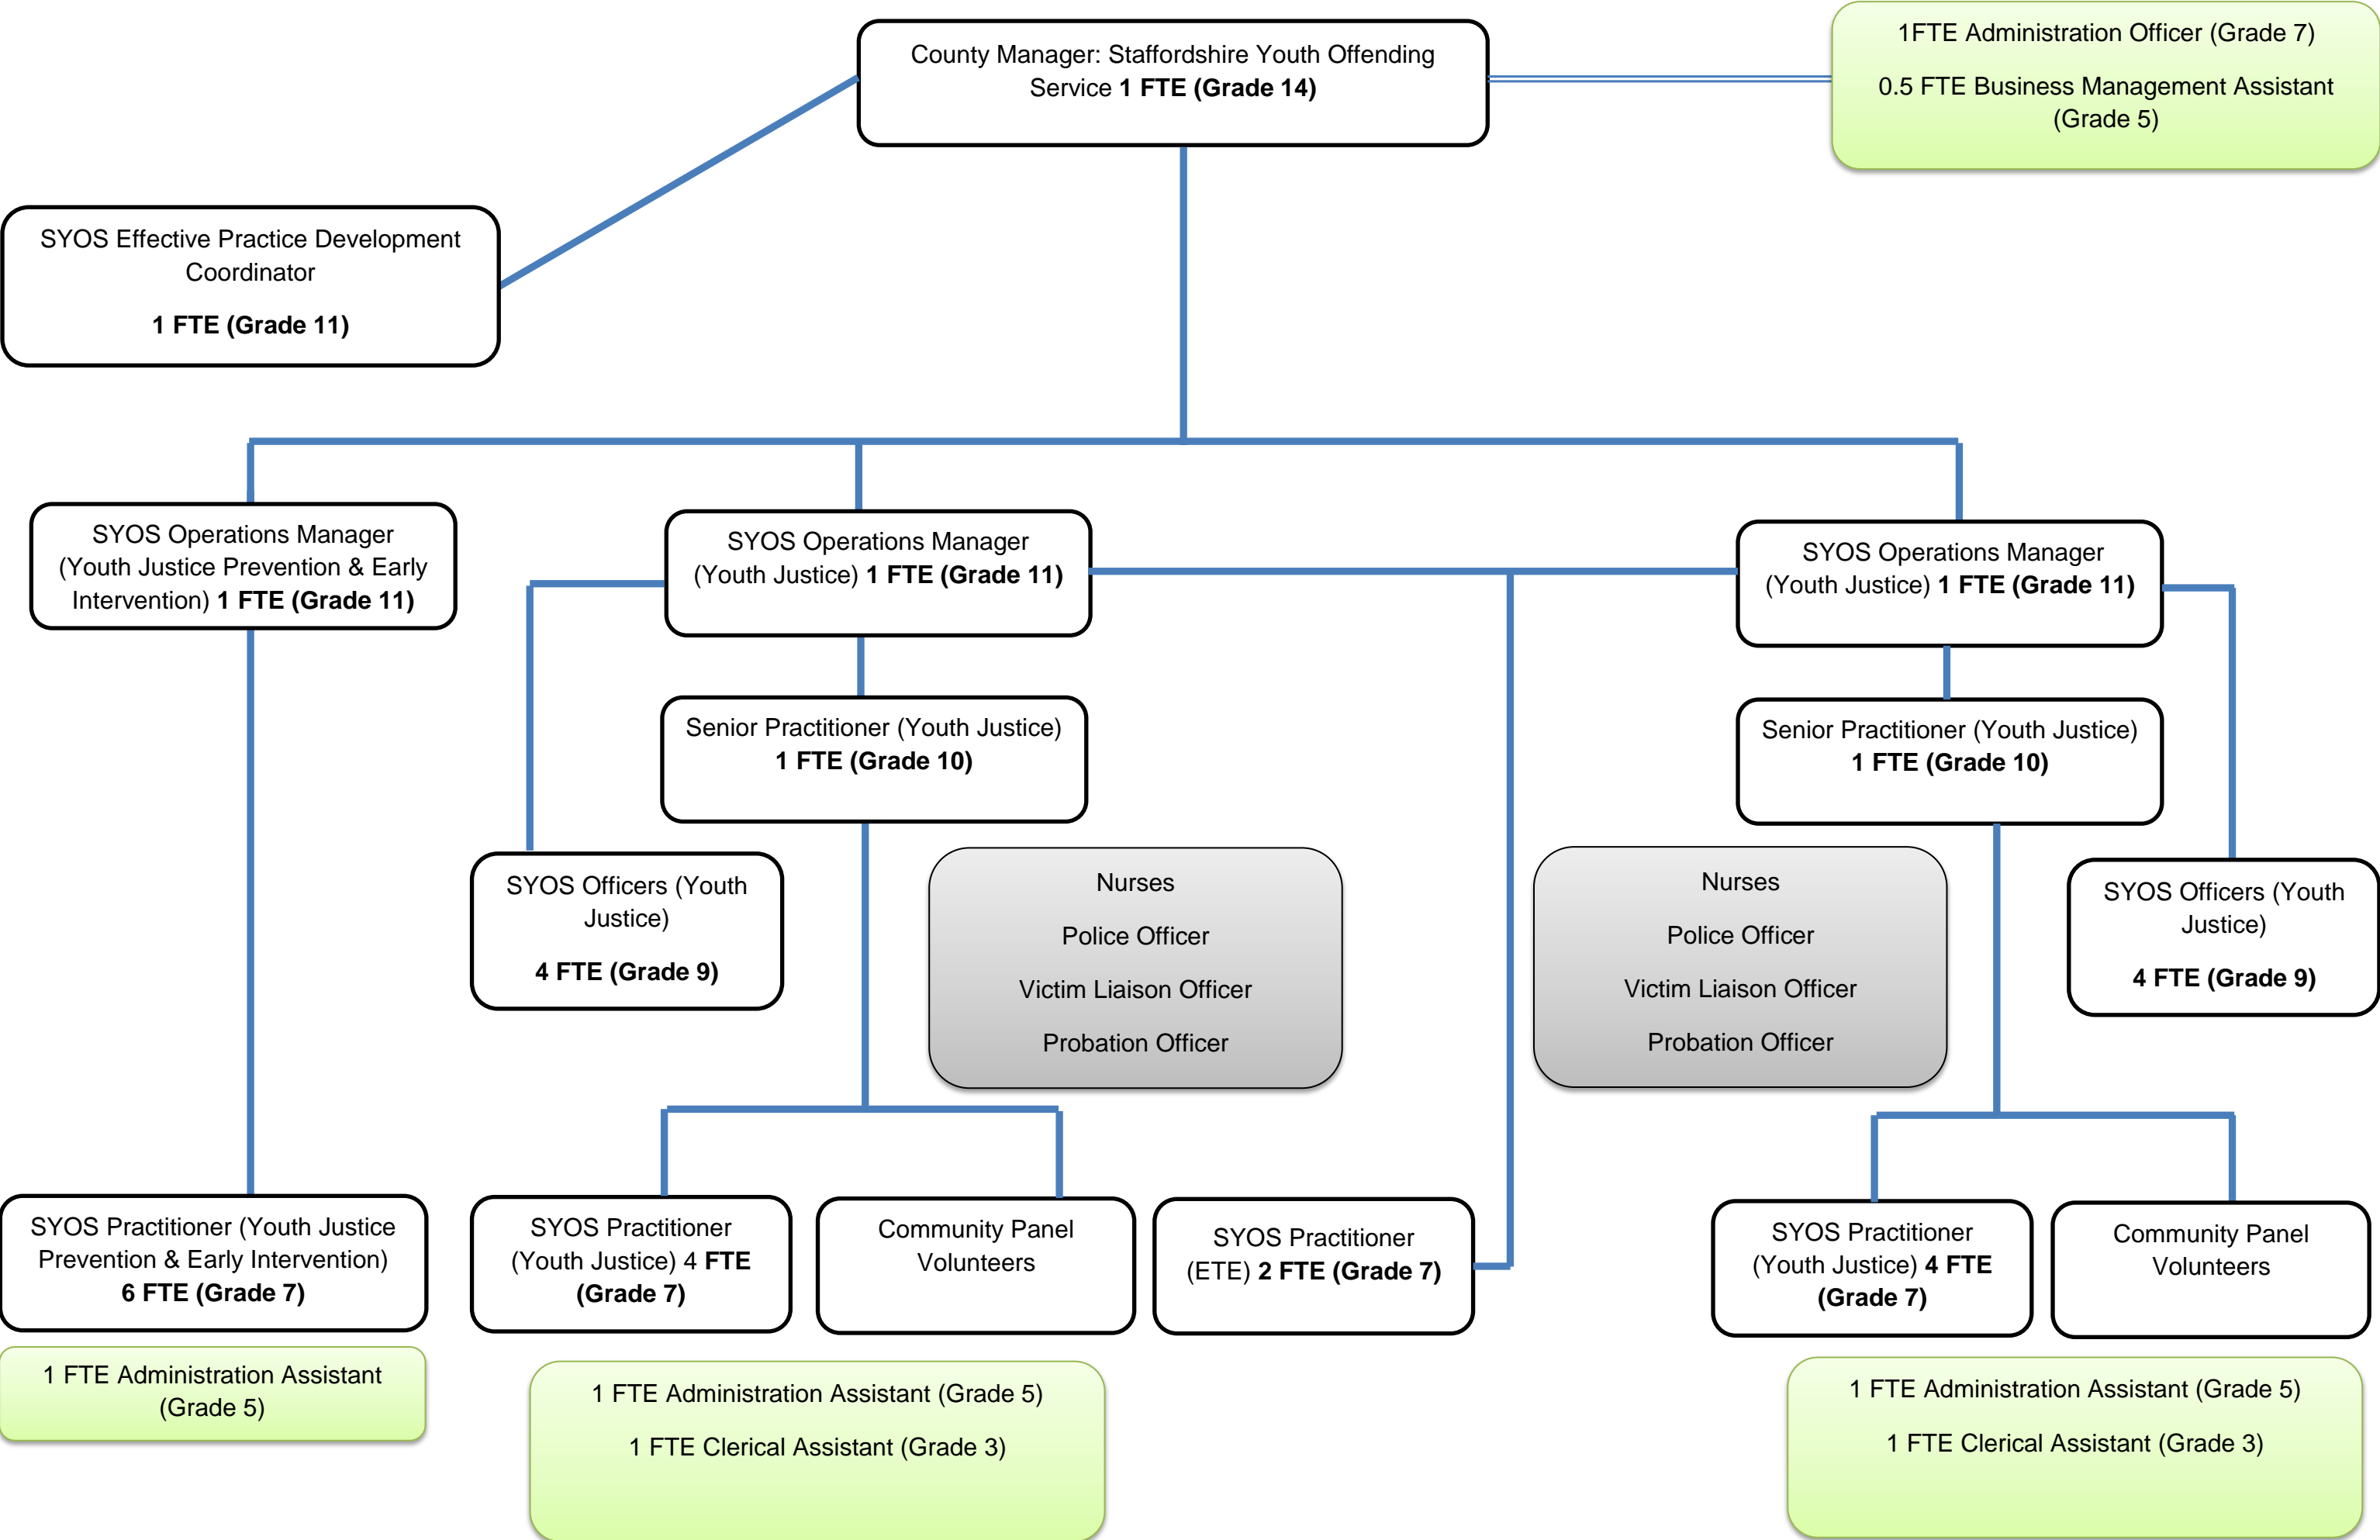 County Manager: Staffordshire Youth Offending
Service 1 FTE (Grade 14)
1FTE Administration Officer (Grade 7)
0.5 FTE Business Management Assistant
(Grade 5)
SYOS Effective Practice Development
Coordinator
1 FTE (Grade 11)
SYOS Operations Manager
(Youth Justice Prevention & Early
Intervention) 1 FTE (Grade 11)
SYOS Operations Manager
(Youth Justice) 1 FTE (Grade 11)
SYOS Operations Manager
(Youth Justice) 1 FTE (Grade 11)
Senior Practitioner (Youth Justice)
1 FTE (Grade 10)
Senior Practitioner (Youth Justice)
1 FTE (Grade 10)
SYOS Officers (Youth
Justice)
4 FTE (Grade 9)
Nurses
Police Officer
Victim Liaison Officer
Probation Officer
Nurses
Police Officer
Victim Liaison Officer
Probation Officer
SYOS Officers (Youth
Justice)
4 FTE (Grade 9)
SYOS Practitioner (Youth Justice
Prevention & Early Intervention)
6 FTE (Grade 7)
SYOS Practitioner
(Youth Justice) 4 FTE
(Grade 7)
Community Panel
Volunteers
SYOS Practitioner
(ETE) 2 FTE (Grade 7)
SYOS Practitioner
(Youth Justice) 4 FTE
(Grade 7)
Community Panel
Volunteers
1 FTE Administration Assistant
(Grade 5)
1 FTE Administration Assistant (Grade 5)
1 FTE Clerical Assistant (Grade 3)
1 FTE Administration Assistant (Grade 5)
1 FTE Clerical Assistant (Grade 3)